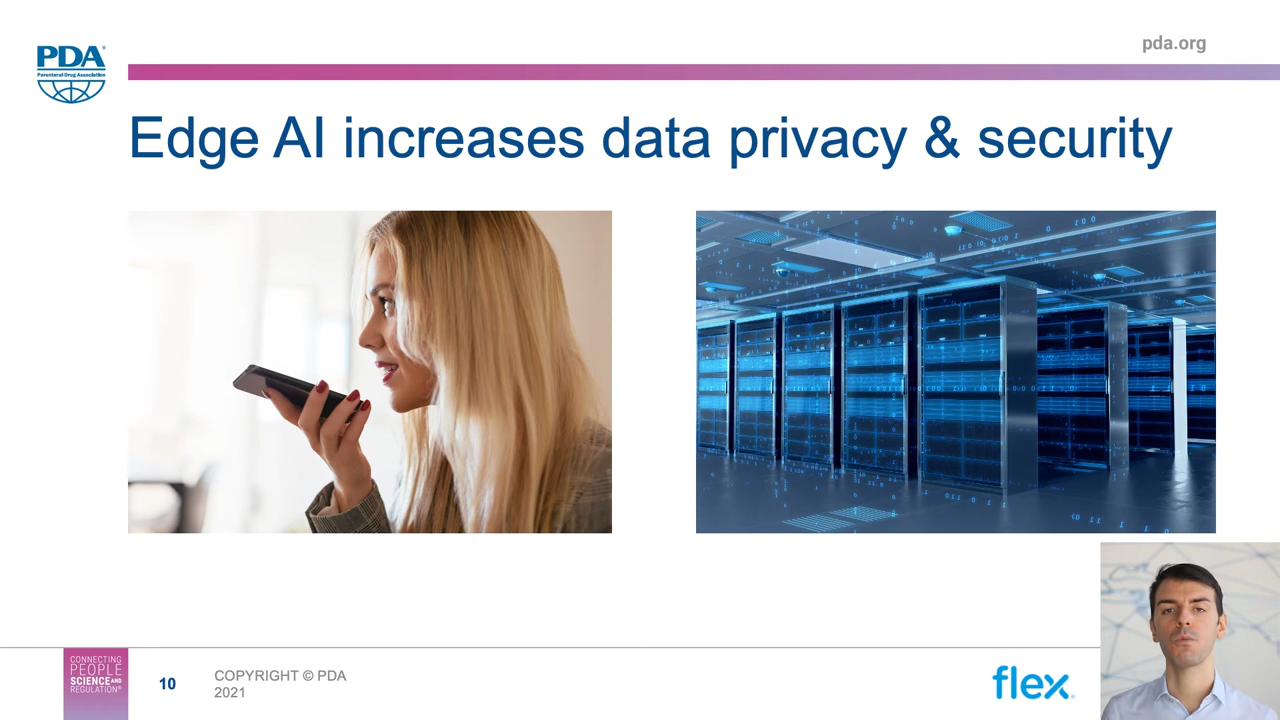 pda.org
PDA®
Parenteral Drug Association
Edge AI increases data privacy & security
CONNECTING
PEOPLE
SCIENCE AND
REGULATION®
10
COPYRIGHT © PDA
2021
flex.